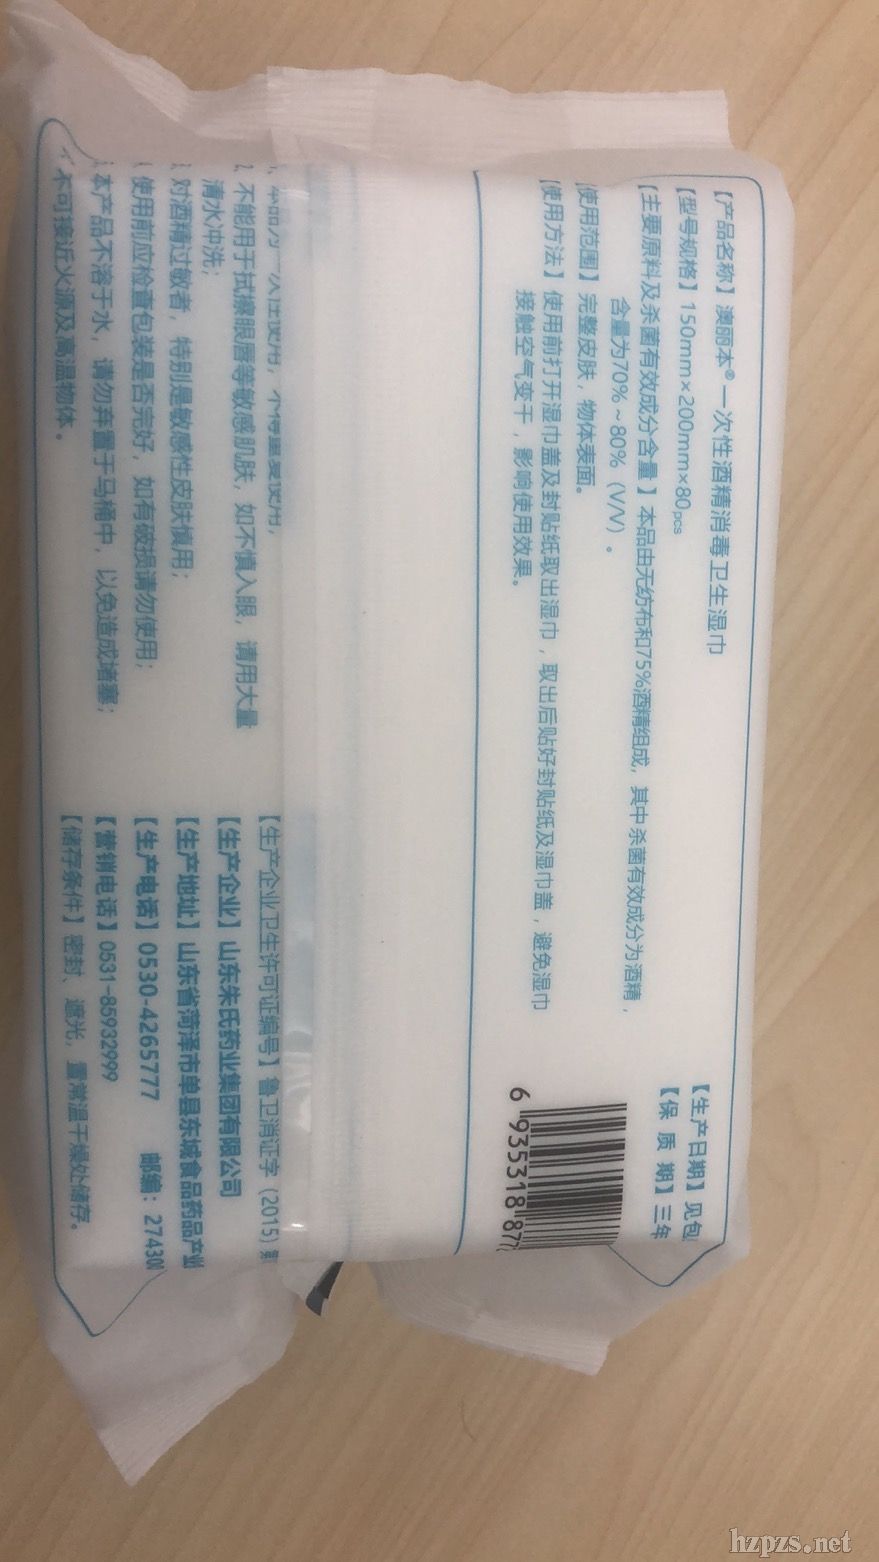 【产品名称】澳丽本®一次性酒精消毒卫生湿巾
【型号规格】150mm×200mm×80pcs
【主要原料及杀菌有效成分含量】本品由无纺布和75%酒精组成，其中杀菌有效成分为酒精，
含量为70%~80%（V/V）。
【使用范围】完整皮肤，物体表面。
【使用方法】使用前打开湿巾盖及封贴纸取出湿巾，取出后贴好封贴纸及湿巾盖，避免湿巾
接触空气变干，影响使用效果。
【生产日期】见包
【保 质 期】三年
6 935318 877
2. 不能用于拭擦眼唇等敏感肌肤，如不慎入眼，请用大量
清水冲洗；
3. 对酒精过敏者，特别是敏感性皮肤慎用；
使用前应检查包装是否完好，如有破损请勿使用；
本产品不溶于水，请勿弃置于马桶中，以免造成堵塞；
不可接近火源及高温物体。
【生产企业卫生许可证编号】鲁卫消证字（2015）
【生产企业】山东朱氏药业集团有限公司
【生产地址】山东省菏泽市单县东城食品药品产业
【生产电话】0530-4265777 邮编：274300
【营销电话】0531-85932999
【储存条件】密封、遮光，置常温干燥处储存。
hzpzs.net